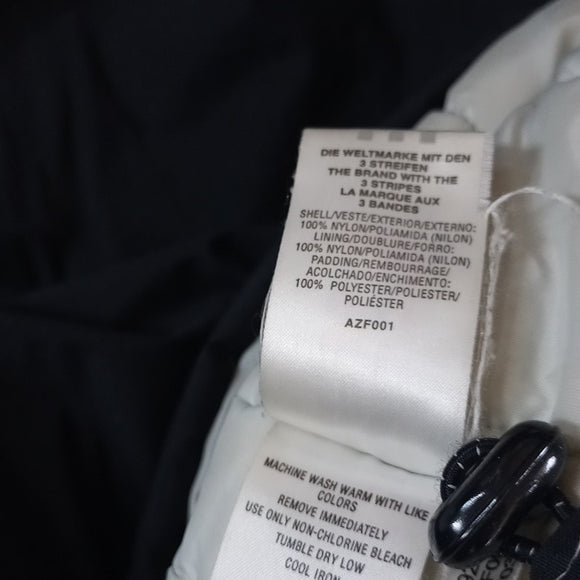 DIE WELTMARKE MIT DEN
3 STREIFEN
THE BRAND WITH THE
3 STRIPES
LA MARQUE AUX
3 BANDES
SHELL/VESTE/EXTERIOR/EXTERNO:
100% NYLON/POLIAMIDA (NILON)
LINING/DOUBLURE/FORRO:
100% NYLON/POLIAMIDA (NILON)
PADDING/REMBOURRAGE/
ACOLCHADO/ENCHIMENTO:
100% POLYESTER/POLIESTER/
POLIÉSTER
AZF001
MACHINE WASH WARM WITH LIKE
COLORS
REMOVE IMMEDIATELY
USE ONLY NON-CHLORINE BLEACH
TUMBLE DRY LOW
COOL IRON